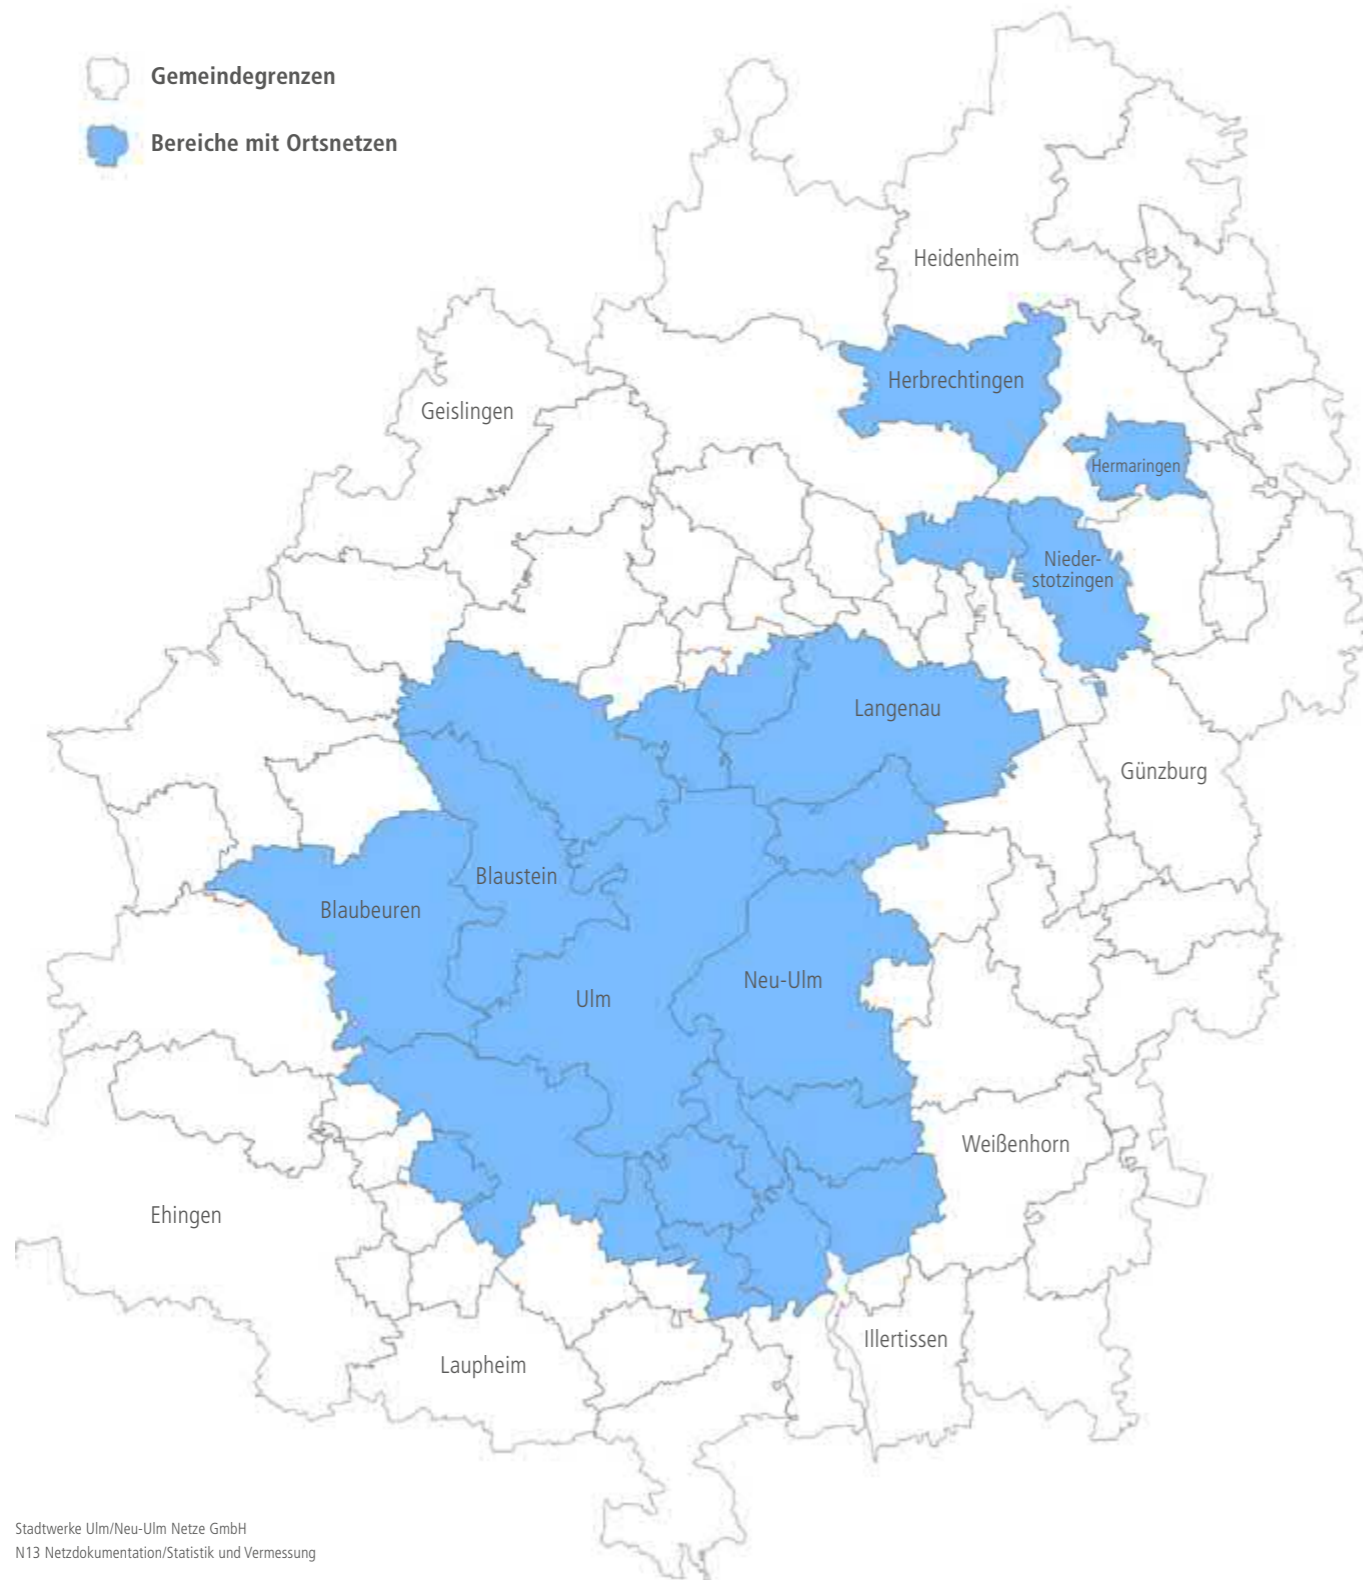 Gemeindegrenzen
Bereiche mit Ortsnetzen
Heidenheim
Herbrechtingen
Geislingen
Hermaringen
Nieder-
stotzingen
Langenau
Günzburg
Blaustein
Blaubeuren
Neu-Ulm
Ulm
Weißenhorn
Ehingen
Illertissen
Laupheim
Stadtwerke Ulm/Neu-Ulm Netze GmbH
N13 Netzdokumentation/Statistik und Vermessung